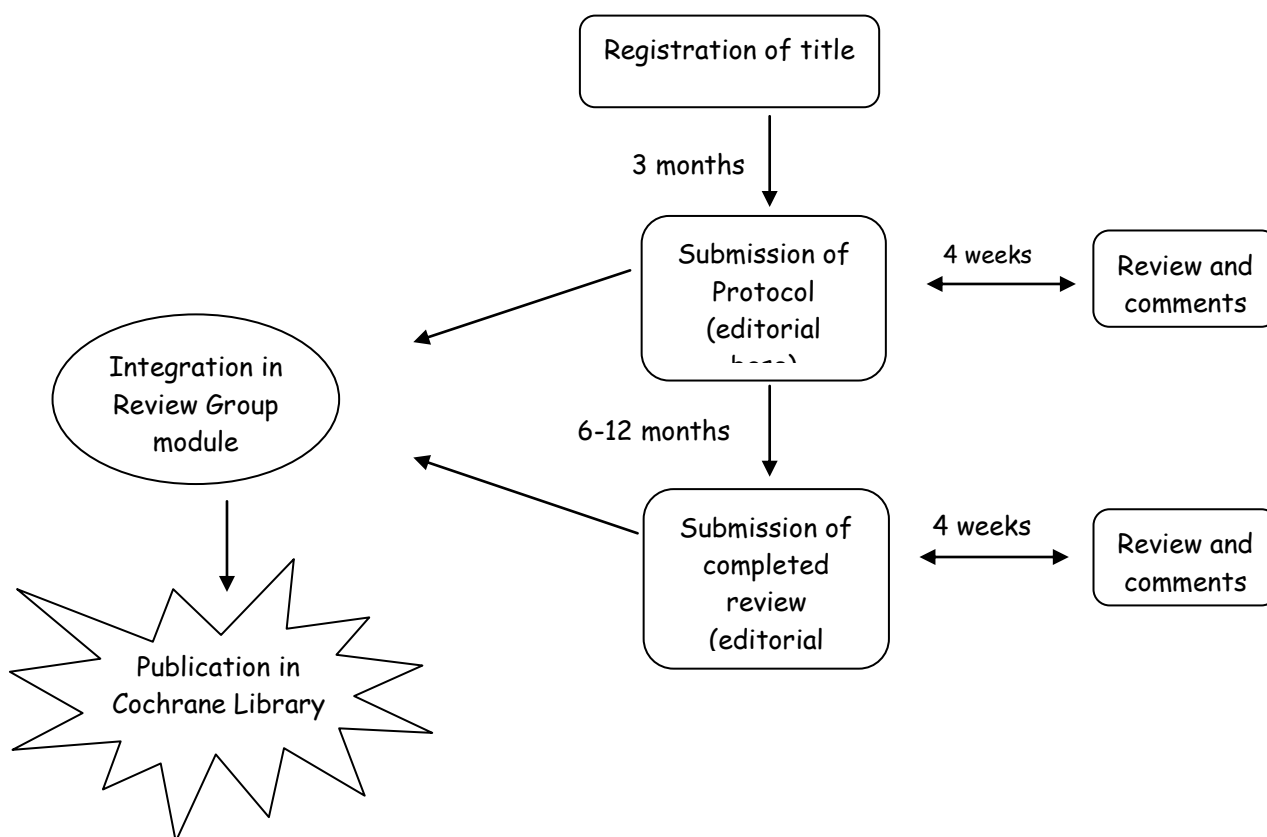 Registration of title
3 months
Submission of
Protocol
(editorial
4 weeks
Review and
comments
Integration in
Review Group
module
6-12 months
Submission of
completed
review
(editorial
4 weeks
Review and
comments
Publication in
Cochrane Library